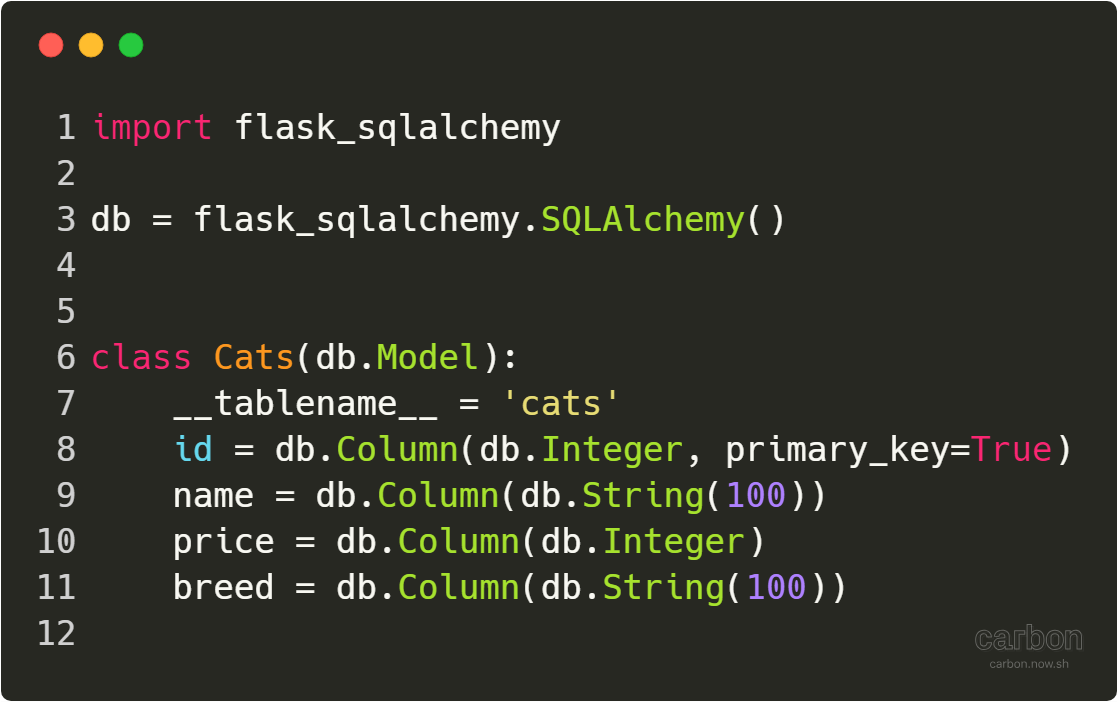 1 import flask_sqlalchemy
2
3 db = flask_sqlalchemy.SQLAlchemy()
4
5
6 class Cats(db.Model):
7     __tablename__ = 'cats'
8     id = db.Column(db.Integer, primary_key=True)
9     name = db.Column(db.String(100))
10     price = db.Column(db.Integer)
11     breed = db.Column(db.String(100))
12
carbon
carbon.now.sh